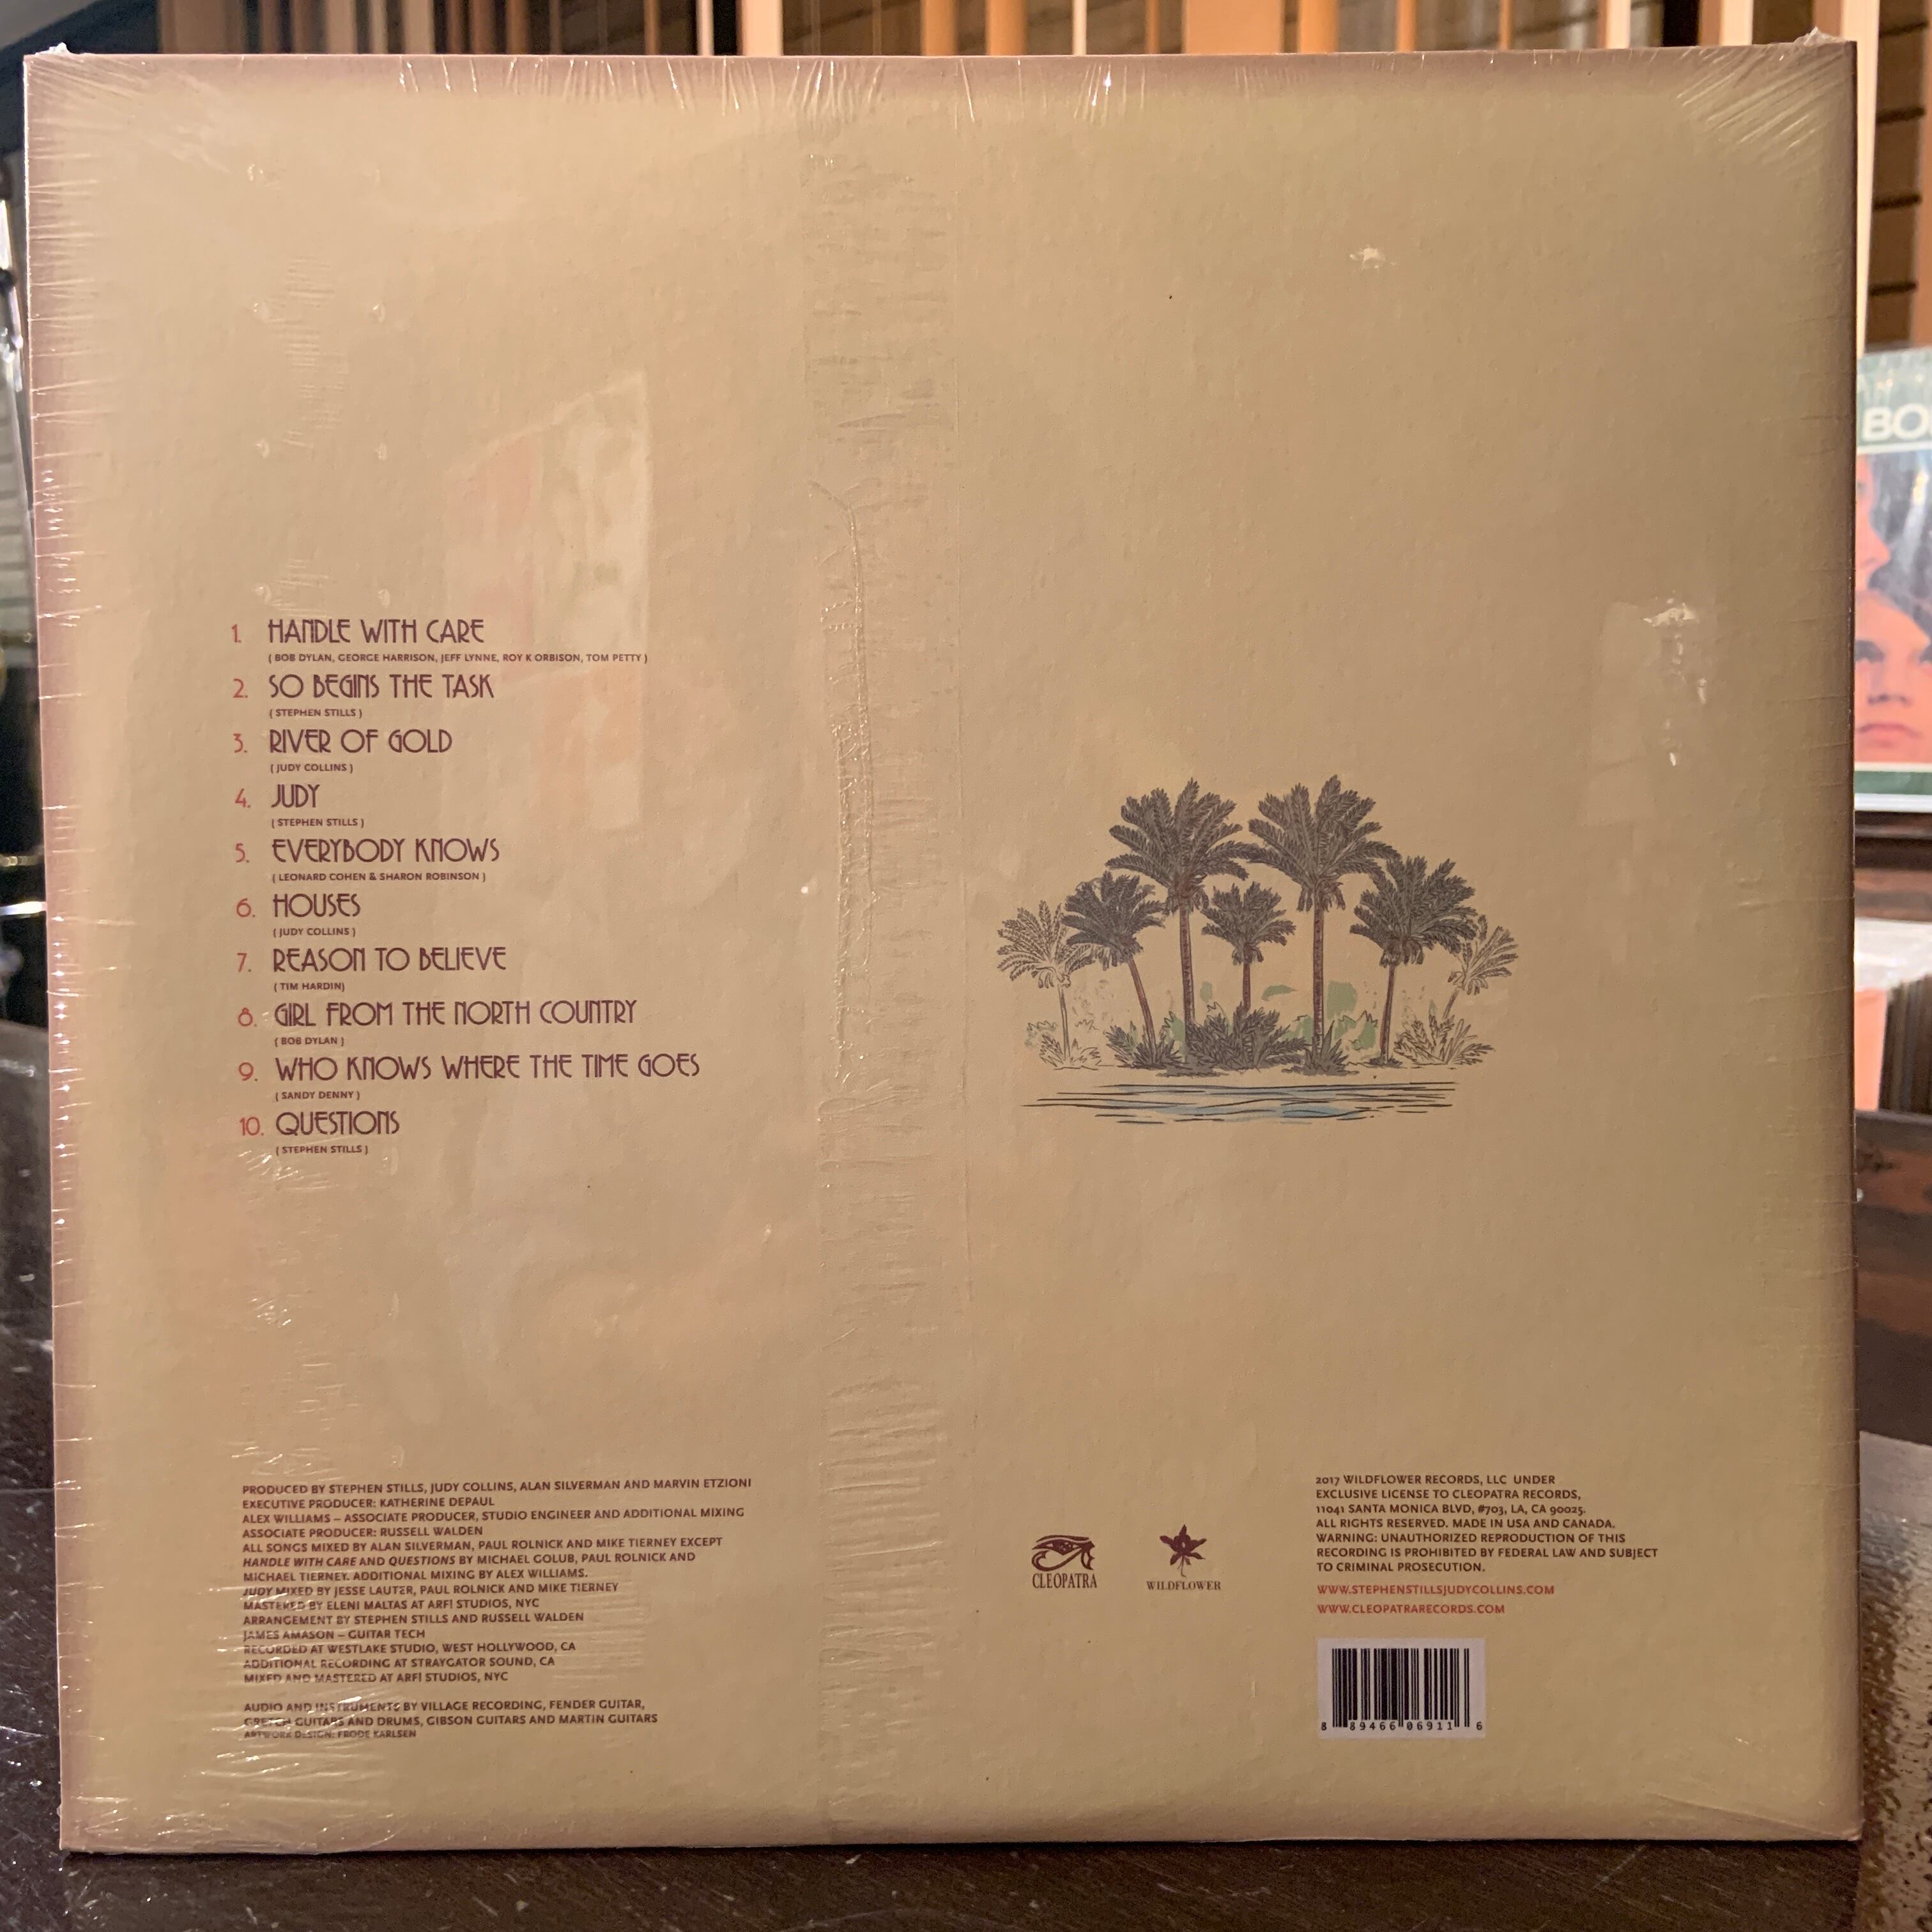 1. HANDLE WITH CARE
( BOB DYLAN, GEORGE HARRISON, JEFF LYNNE, ROY K ORBISON, TOM PETTY )
2. SO BEGINS THE TASK
( STEPHEN STILLS )
3. RIVER OF GOLD
( JUDY COLLINS )
4. JUDY
( STEPHEN STILLS )
5. EVERYBODY KNOWS
( LEONARD COHEN & SHARON ROBINSON )
6. HOUSES
( JUDY COLLINS )
7. REASON TO BELIEVE
( TIM HARDIN)
8. GIRL FROM THE NORTH COUNTRY
( BOB DYLAN )
9. WHO KNOWS WHERE THE TIME GOES
( SANDY DENNY )
10. QUESTIONS
( STEPHEN STILLS )
PRODUCED BY STEPHEN STILLS, JUDY COLLINS, ALAN SILVERMAN AND MARVIN ETZIONI
EXECUTIVE PRODUCER: KATHERINE DEPAUL
ALEX WILLIAMS – ASSOCIATE PRODUCER, STUDIO ENGINEER AND ADDITIONAL MIXING
ASSOCIATE PRODUCER: RUSSELL WALDEN
ALL SONGS MIXED BY ALAN SILVERMAN, PAUL ROLNICK AND MIKE TIERNEY EXCEPT
HANDLE WITH CARE AND QUESTIONS BY MICHAEL GOLUB, PAUL ROLNICK AND
MICHAEL TIERNEY. ADDITIONAL MIXING BY ALEX WILLIAMS.
JUDY MIXED BY JESSE LAUTER, PAUL ROLNICK AND MIKE TIERNEY
MASTERED BY ELENI MALTAS AT ARF! STUDIOS, NYC
ARRANGEMENT BY STEPHEN STILLS AND RUSSELL WALDEN
JAMES AMASON – GUITAR TECH
RECORDED AT WESTLAKE STUDIO, WEST HOLLYWOOD, CA
ADDITIONAL RECORDING AT STRAYGATOR SOUND, CA
MIXED AND MASTERED AT ARF! STUDIOS, NYC
AUDIO AND INSTRUMENTS BY VILLAGE RECORDING, FENDER GUITAR,
GRETCH GUITARS AND DRUMS, GIBSON GUITARS AND MARTIN GUITARS
ARTWORK DESIGN: FRODE KARLSEN
CLEOPATRA
WILDFLOWER
2017 WILDFLOWER RECORDS, LLC UNDER
EXCLUSIVE LICENSE TO CLEOPATRA RECORDS,
11041 SANTA MONICA BLVD, #703, LA, CA 90025.
ALL RIGHTS RESERVED. MADE IN USA AND CANADA.
WARNING: UNAUTHORIZED REPRODUCTION OF THIS
RECORDING IS PROHIBITED BY FEDERAL LAW AND SUBJECT
TO CRIMINAL PROSECUTION.
WWW.STEPHENSTILLSJUDYCOLLINS.COM
WWW.CLEOPATRARECORDS.COM
8 89466 06911 6